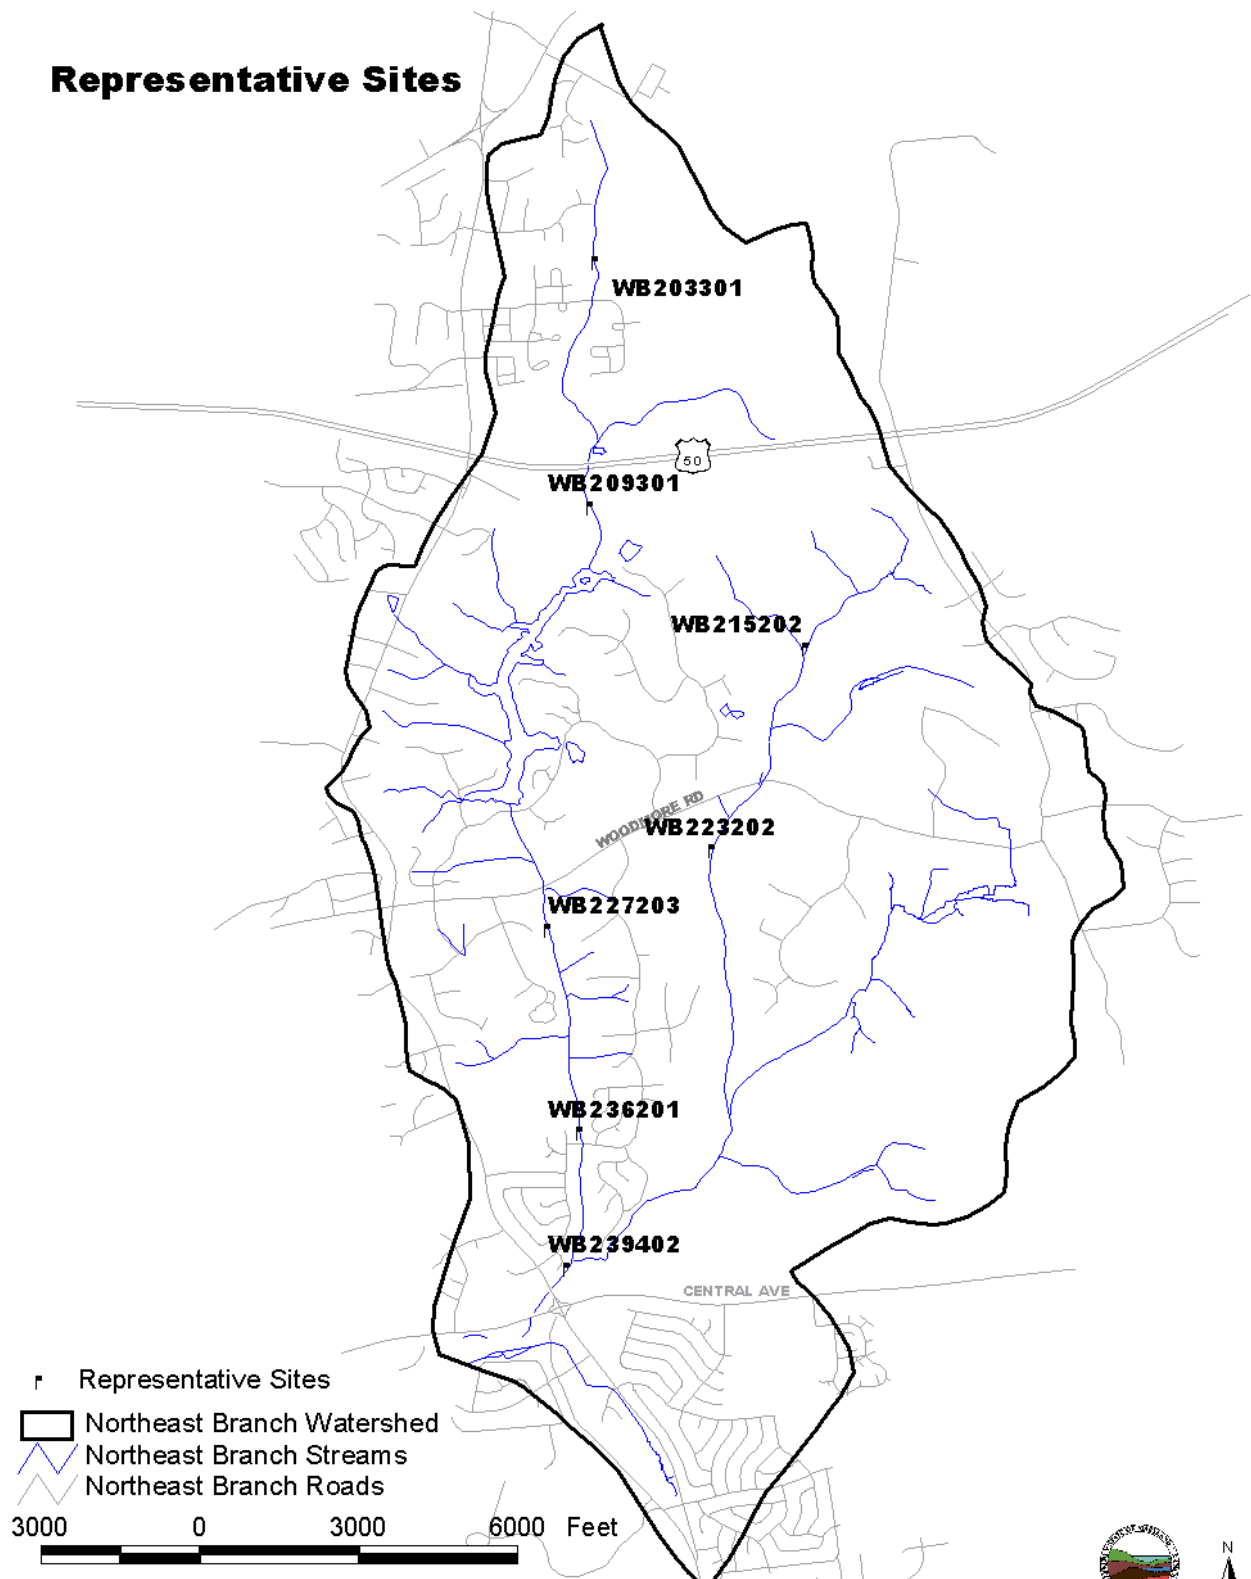 Representative Sites
WB203301
50
WB209301
WB215202
WOODMORE RD
WB223202
WB227203
WB236201
WB239402
CENTRAL AVE
Representative Sites
Northeast Branch Watershed
Northeast Branch Streams
Northeast Branch Roads
3000 0 3000 6000 Feet
N